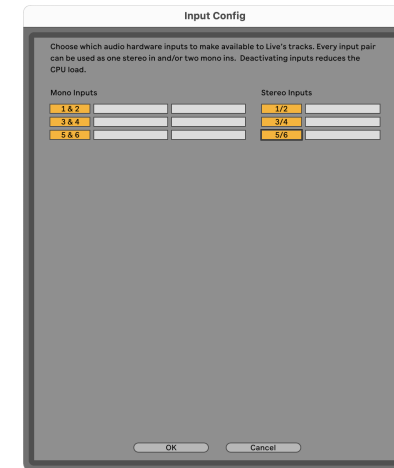 Input Config
Choose which audio hardware inputs to make available to Live's tracks. Every input pair
can be used as one stereo in and/or two mono ins. Deactivating inputs reduces the
CPU load.
Mono Inputs Stereo Inputs
1 & 2 1/2
3 & 4 3/4
5 & 6 5/6
OK Cancel